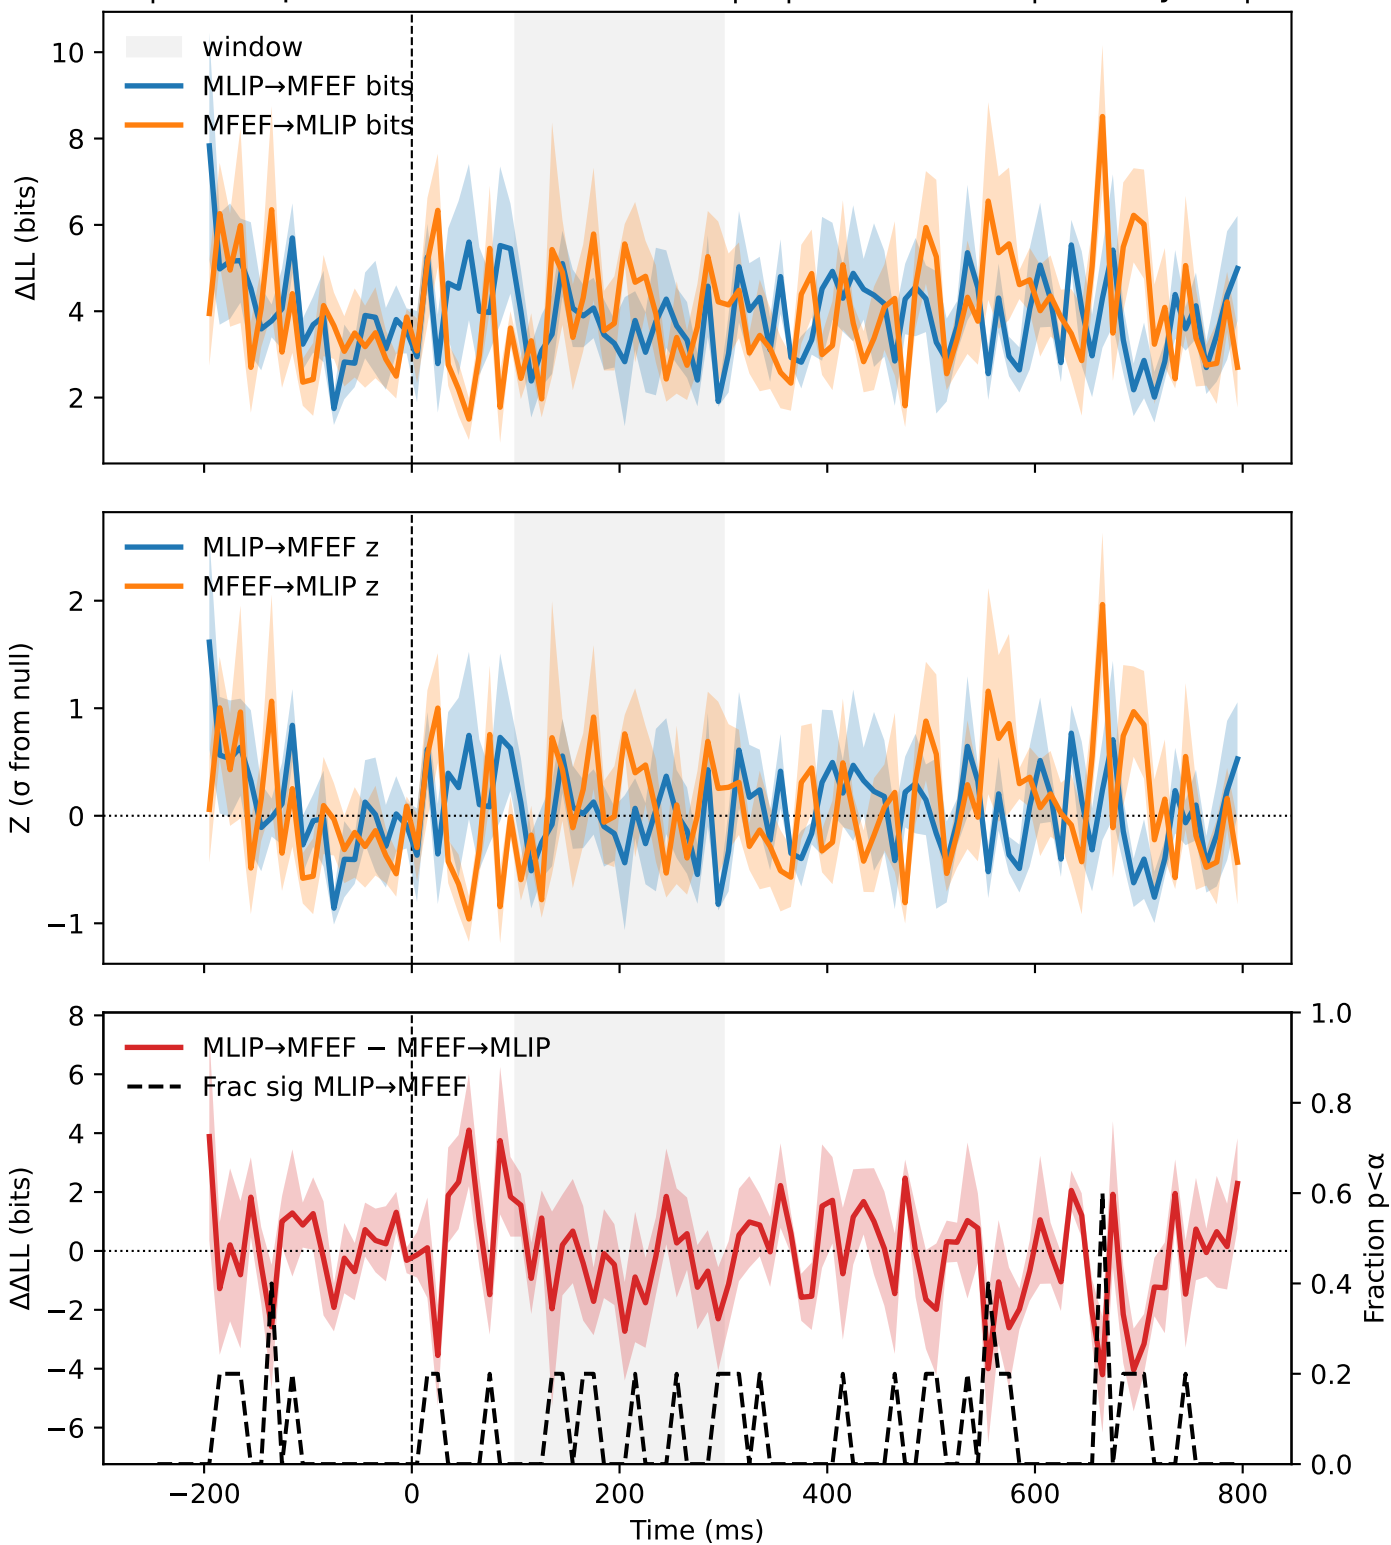 window
MLIP→MFEF bits
MFEF→MLIP bits
10
8
6
4
2
ΔLL (bits)
MLIP→MFEF z
MFEF→MLIP z
2
1
0
−1
Z (σ from null)
MLIP→MFEF − MFEF→MLIP
Frac sig MLIP→MFEF
8
6
4
2
0
−2
−4
−6
ΔΔLL (bits)
1.0
0.8
0.6
0.4
0.2
0.0
Fraction p<α
−200
0
200
400
600
800
Time (ms)